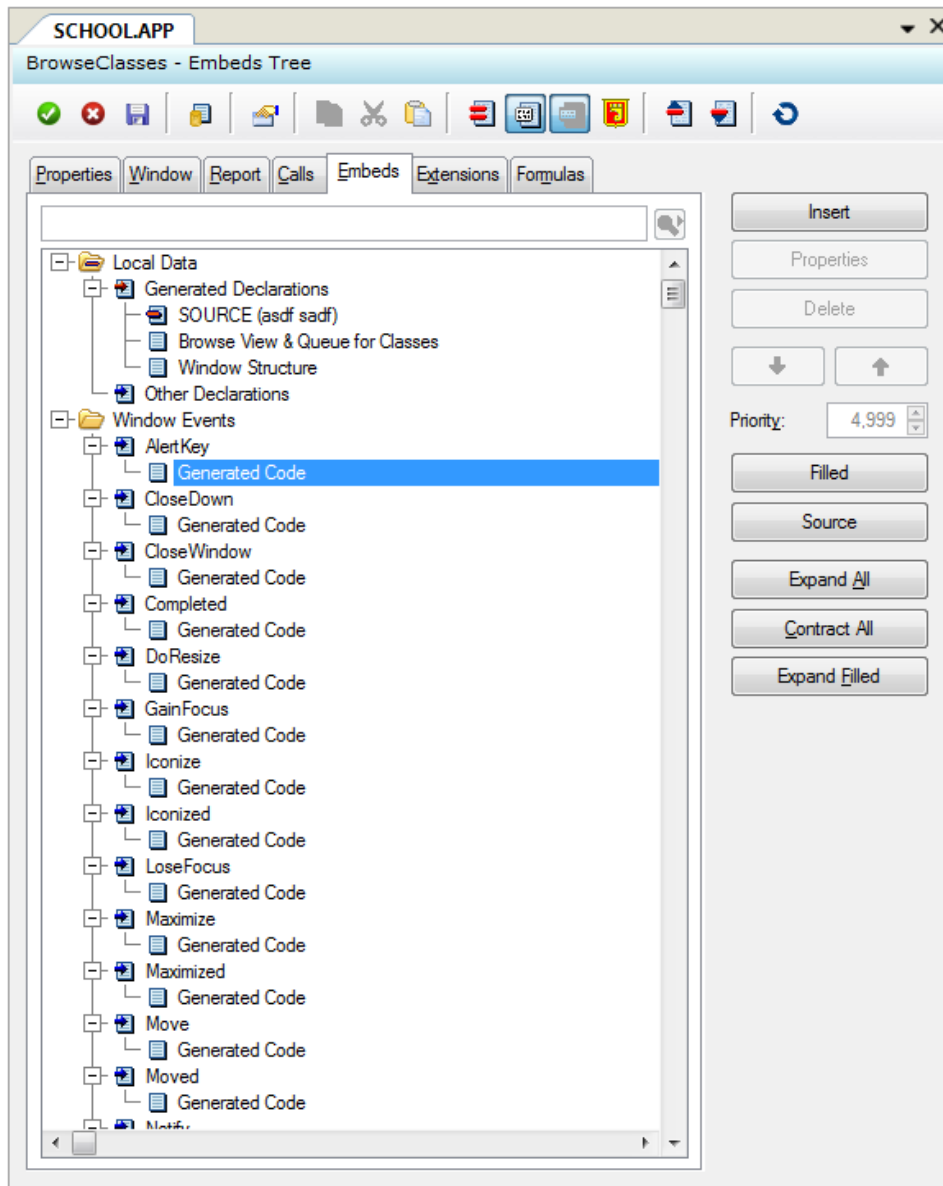 SCHOOL.APP
BrowseClasses - Embeds Tree
Properties Window Report Calls Embeds Extensions Formulas
Local Data
Generated Declarations
SOURCE (asdf sadf)
Browse View & Queue for Classes
Window Structure
Other Declarations
Window Events
AlertKey
Generated Code
CloseDown
Generated Code
CloseWindow
Generated Code
Completed
Generated Code
DoResize
Generated Code
GainFocus
Generated Code
Iconize
Generated Code
Iconized
Generated Code
LoseFocus
Generated Code
Maximize
Generated Code
Maximized
Generated Code
Move
Generated Code
Moved
Generated Code
Notify
Insert
Properties
Delete
Priority: 4,999
Filled
Source
Expand All
Contract All
Expand Filled